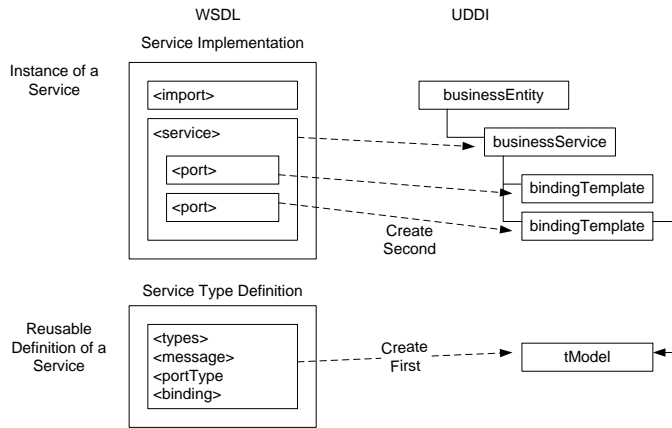 WSDL
UDDI
Service Implementation
Instance of a
Service
<import>
<service>
<port>
<port>
businessEntity
businessService
bindingTemplate
bindingTemplate
Create
Second
Service Type Definition
Reusable
Definition of a
Service
<types>
<message>
<portType
<binding>
Create
First
tModel